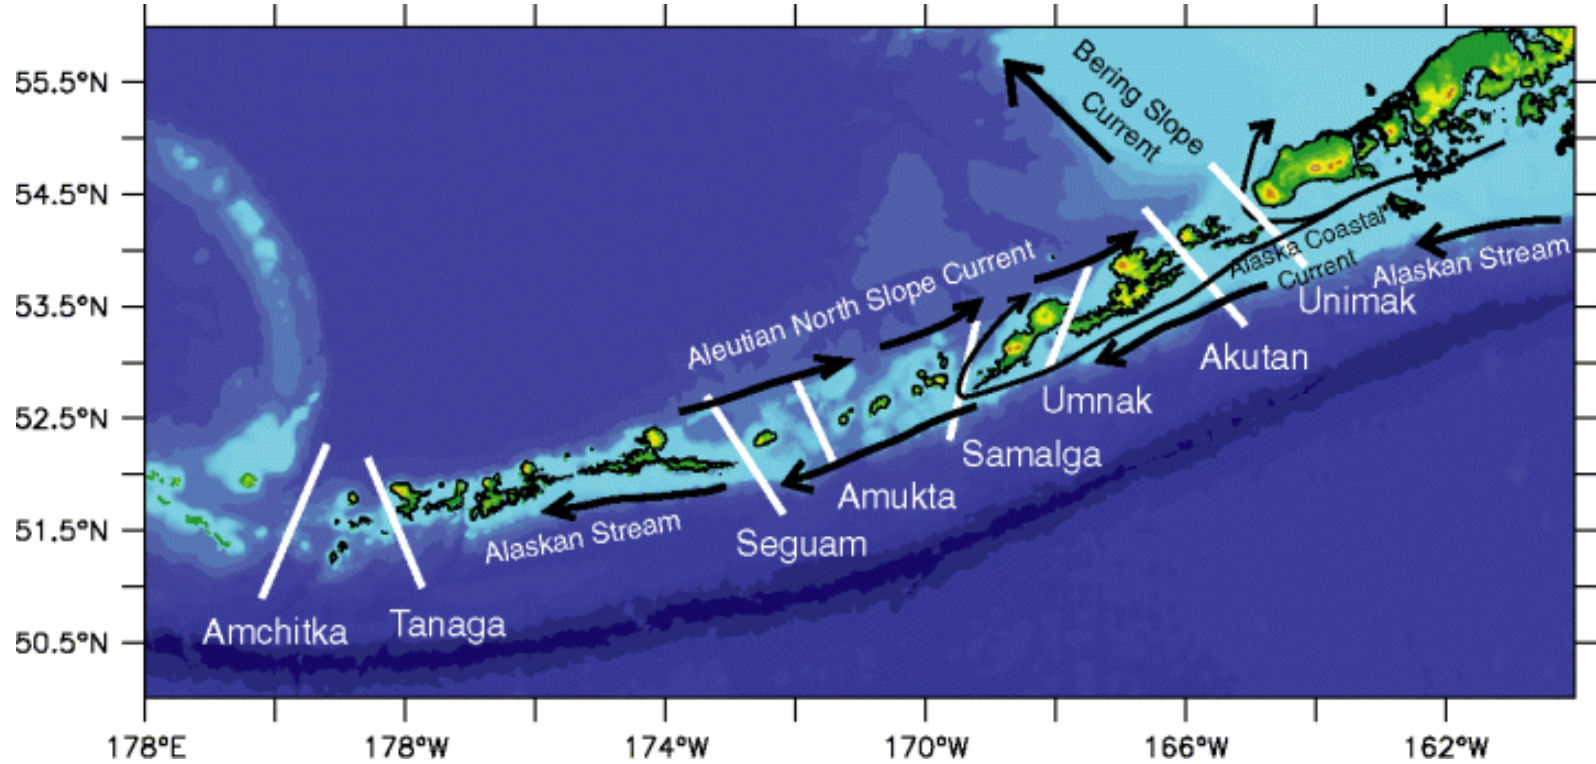 55.5°N
54.5°N
53.5°N
52.5°N
51.5°N
50.5°N
Bering Slope
Current
Aleutian North Slope Current
Alaska Coastal
Current
Alaskan Stream
Unimak
Akutan
Umnak
Samalga
Amukta
Seguam
Alaskan Stream
Tanaga
Amchitka
178°E
178°W
174°W
170°W
166°W
162°W